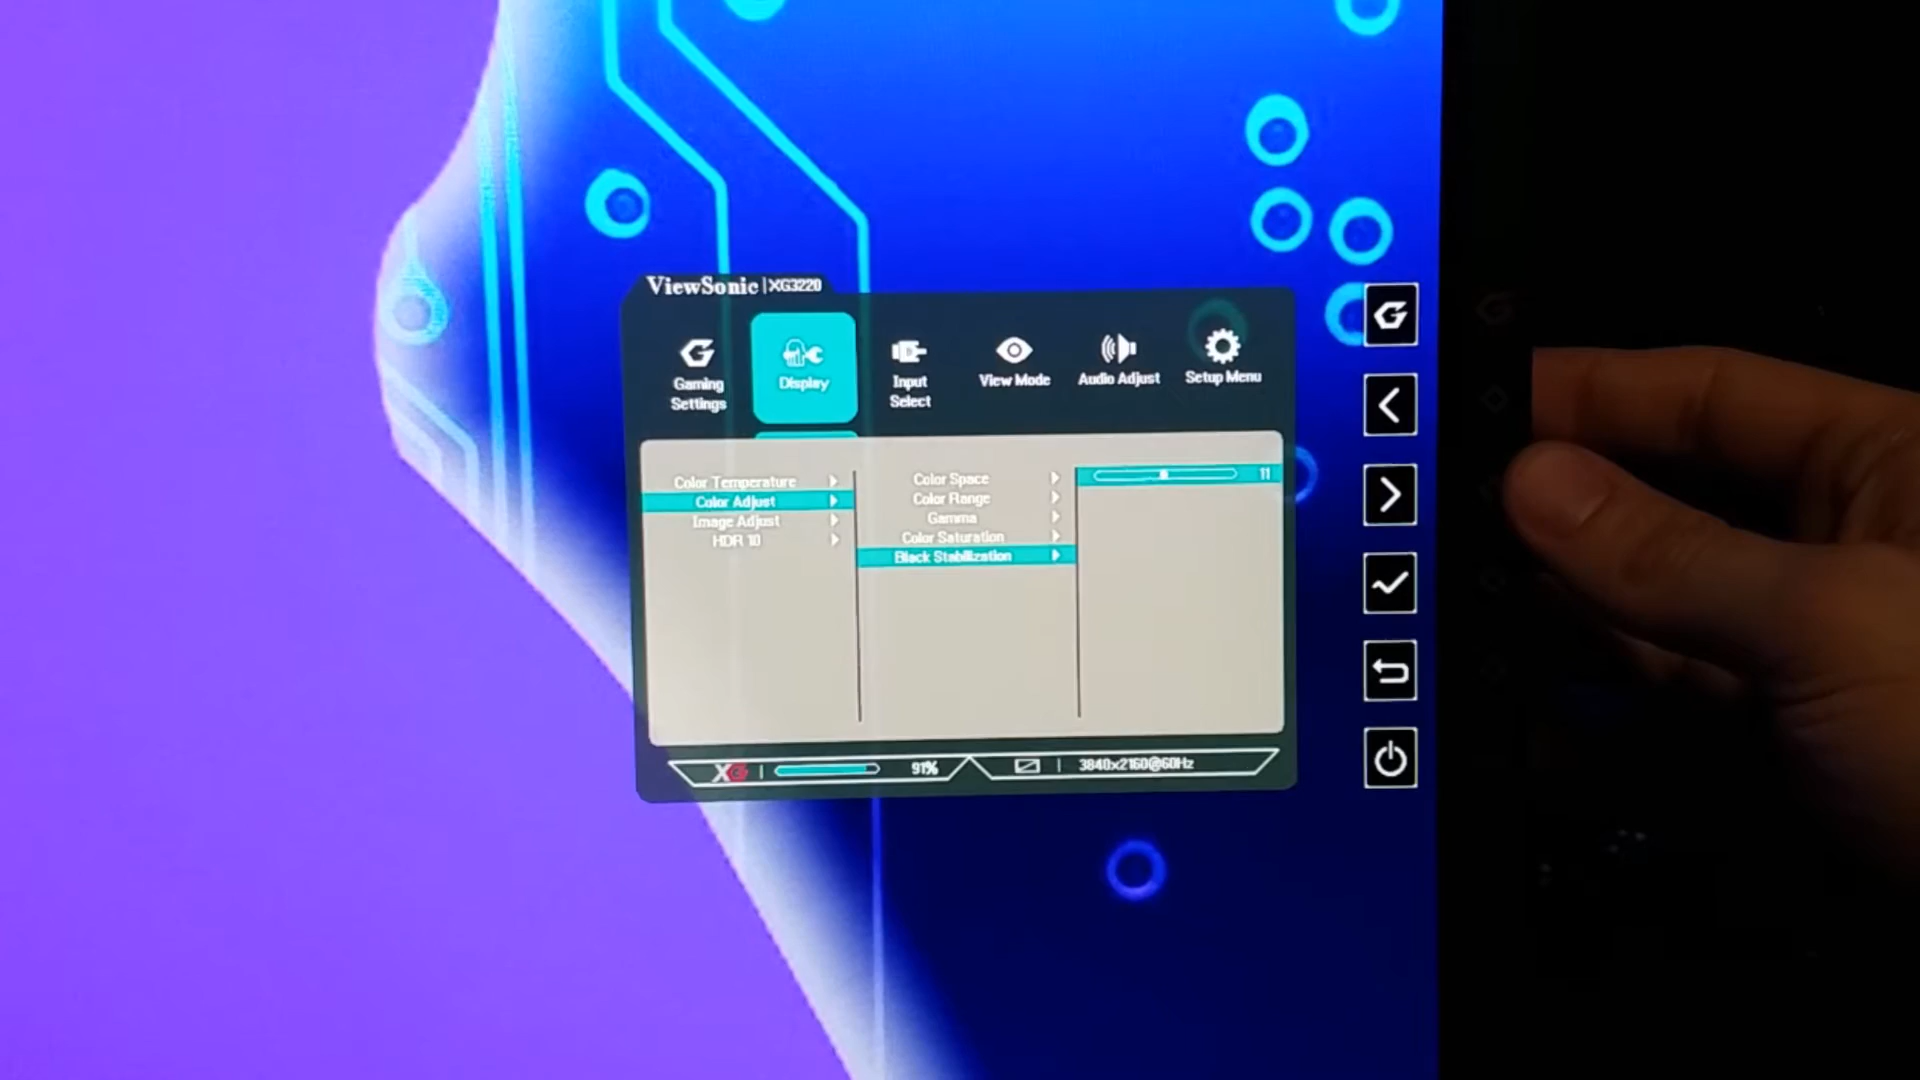 ViewSonic | XG3220
Gaming Settings
Display
Input Select
View Mode
Audio Adjust
Setup Menu
Color Temperature
Color Adjust
Image Adjust
HDR 10
Color Space
Color Range
Gamma
Color Saturation
Black Stabilization
11
XG | 91%
3840x2160@60Hz